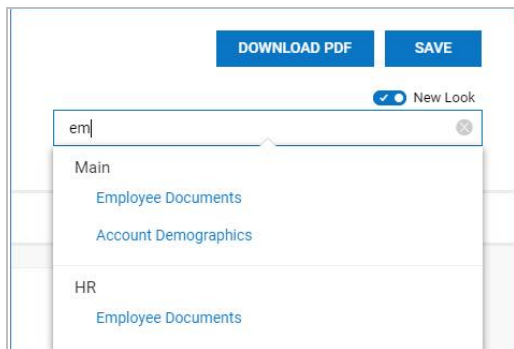 DOWNLOAD PDF SAVE
New Look
em
Main
Employee Documents
Account Demographics
HR
Employee Documents